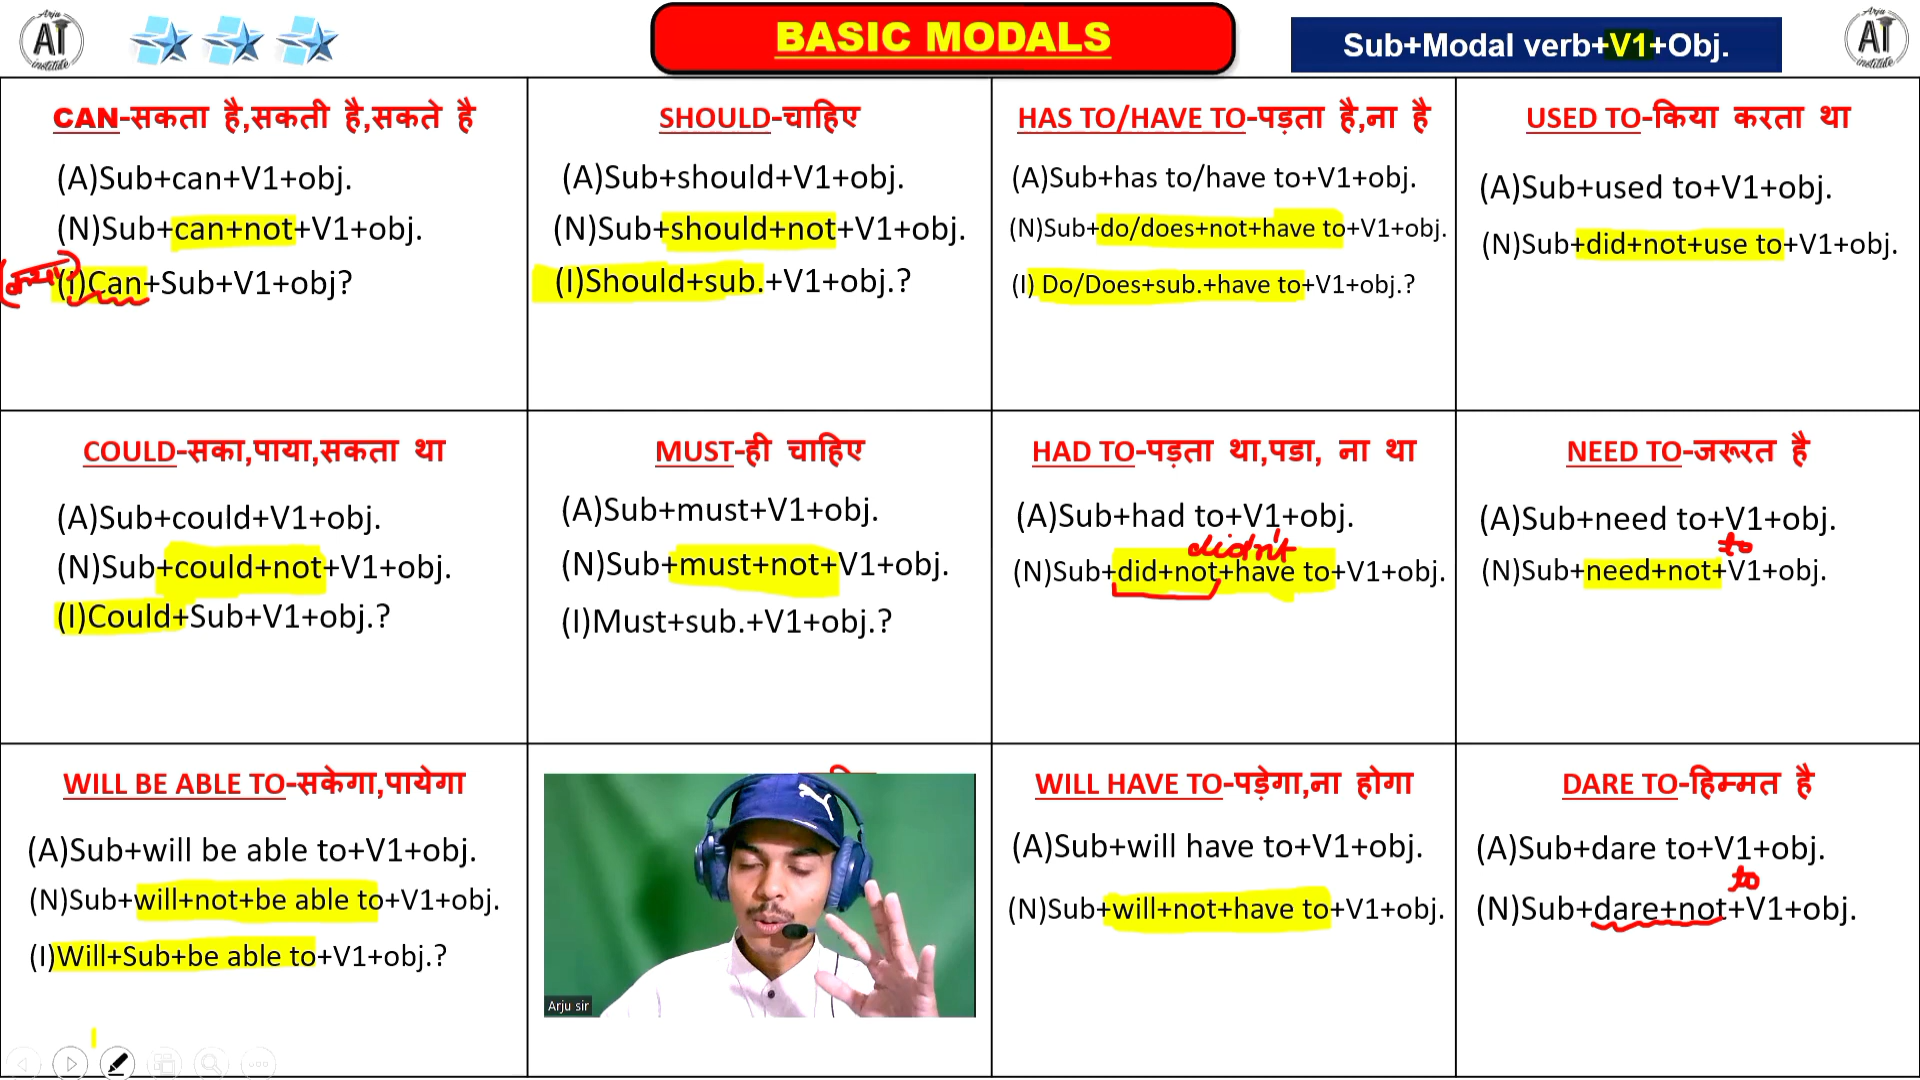 Arju
AT
institute
BASIC MODALS
Sub+Modal verb+V1+Obj.
Arju
AT
institute
CAN-सकता है,सकती है,सकते है
(A)Sub+can+V1+obj.
(N)Sub+can+not+V1+obj.
(I)Can+Sub+V1+obj?
SHOULD-चाहिए
(A)Sub+should+V1+obj.
(N)Sub+should+not+V1+obj.
(I)Should+sub.+V1+obj.?
HAS TO/HAVE TO-पड़ता है,ना है
(A)Sub+has to/have to+V1+obj.
(N)Sub+do/does+not+have to+V1+obj.
(I) Do/Does+sub.+have to+V1+obj.?
USED TO-किया करता था
(A)Sub+used to+V1+obj.
(N)Sub+did+not+use to+V1+obj.
COULD-सका,पाया,सकता था
(A)Sub+could+V1+obj.
(N)Sub+could+not+V1+obj.
(I)Could+Sub+V1+obj.?
MUST-ही चाहिए
(A)Sub+must+V1+obj.
(N)Sub+must+not+V1+obj.
(I)Must+sub.+V1+obj.?
HAD TO-पड़ता था,पडा, ना था
(A)Sub+had to+V1+obj.
didn't
(N)Sub+did+not+have to+V1+obj.
NEED TO-जरूरत है
(A)Sub+need to+V1+obj.
to
(N)Sub+need+not+V1+obj.
WILL BE ABLE TO-सकेगा,पायेगा
(A)Sub+will be able to+V1+obj.
(N)Sub+will+not+be able to+V1+obj.
(I)Will+Sub+be able to+V1+obj.?
Arju sir
WILL HAVE TO-पड़ेगा,ना होगा
(A)Sub+will have to+V1+obj.
(N)Sub+will+not+have to+V1+obj.
DARE TO-हिम्मत है
(A)Sub+dare to+V1+obj.
to
(N)Sub+dare+not+V1+obj.